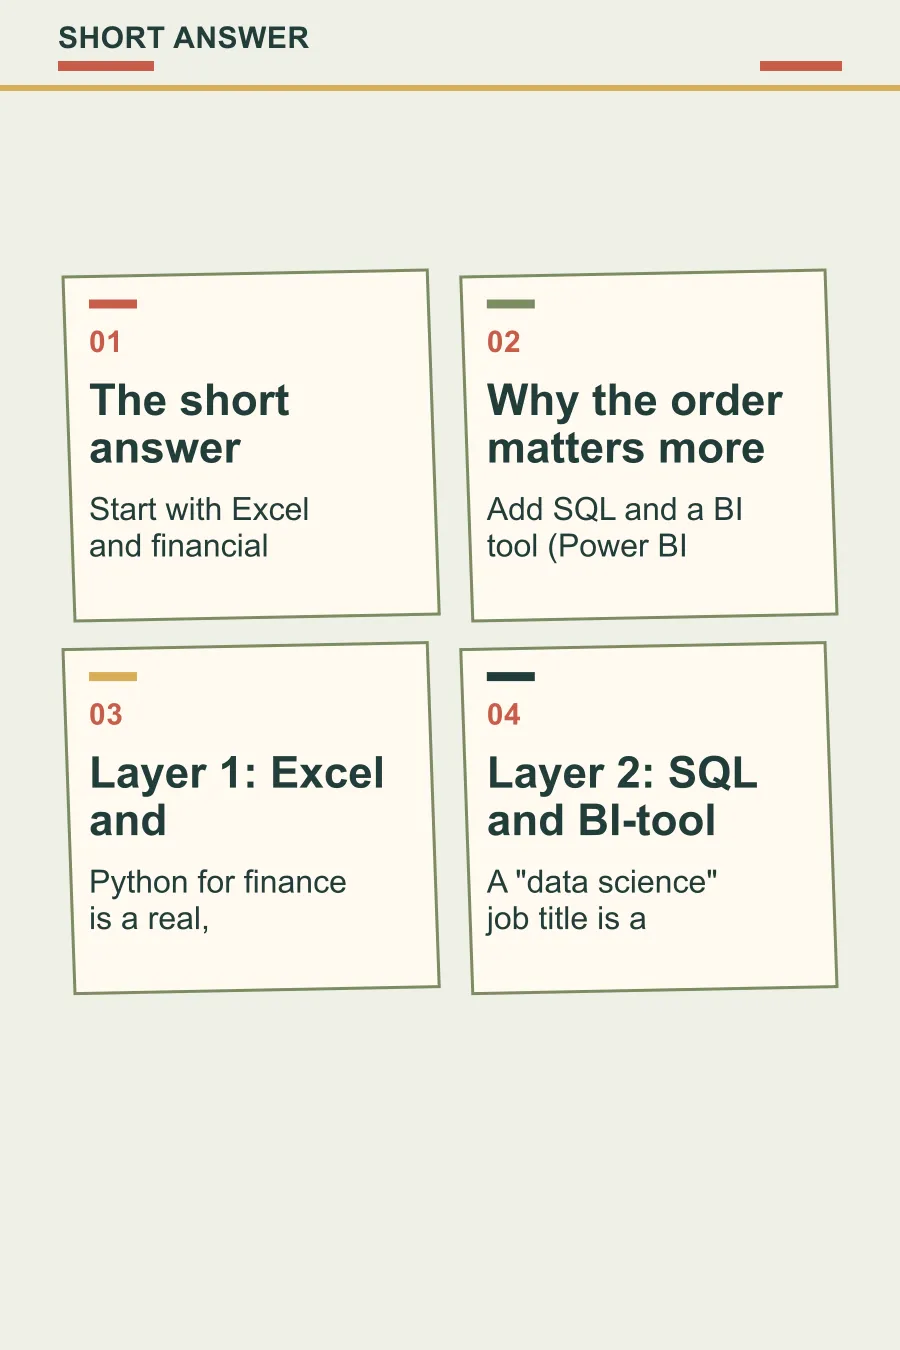 SHORT ANSWER
01
The short
answer
Start with Excel
and financial
02
Why the order
matters more
Add SQL and a BI
tool (Power BI
03
Layer 1: Excel
and
Python for finance
is a real,
04
Layer 2: SQL
and BI-tool
A "data science"
job title is a